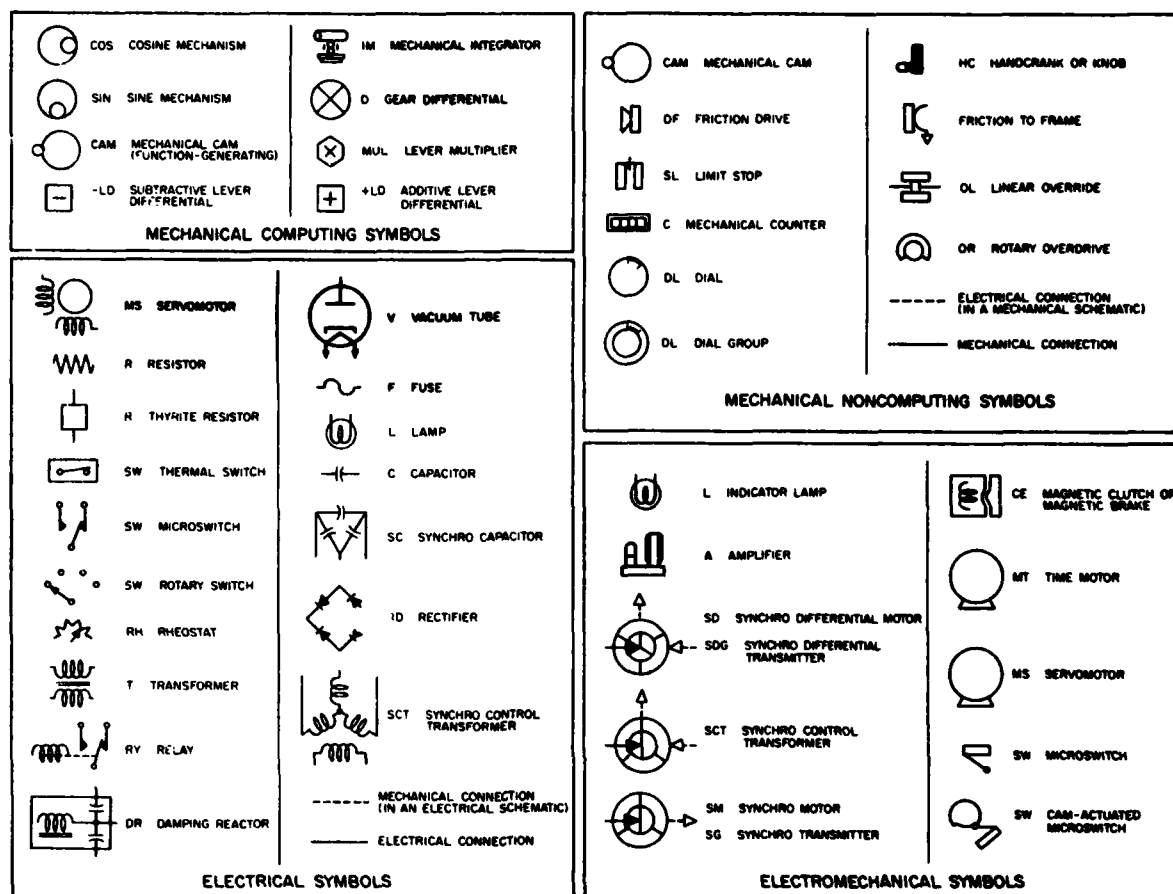 COS COSINE MECHANISM
SIN SINE MECHANISM
CAM MECHANICAL CAM
(FUNCTION-GENERATING)
-LD SUBTRACTIVE LEVER
DIFFERENTIAL
IM MECHANICAL INTEGRATOR
D GEAR DIFFERENTIAL
MUL LEVER MULTIPLIER
+LD ADDITIVE LEVER
DIFFERENTIAL
MECHANICAL COMPUTING SYMBOLS
CAM MECHANICAL CAM
DF FRICTION DRIVE
SL LIMIT STOP
C MECHANICAL COUNTER
DL DIAL
DL DIAL GROUP
HC HANDCRANK OR KNOB
FRICTION TO FRAME
OL LINEAR OVERRIDE
OR ROTARY OVERDRIVE
ELECTRICAL CONNECTION
(IN A MECHANICAL SCHEMATIC)
MECHANICAL CONNECTION
MECHANICAL NONCOMPUTING SYMBOLS
MS SERVOMOTOR
R RESISTOR
R THYRITE RESISTOR
SW THERMAL SWITCH
SW MICROSWITCH
SW ROTARY SWITCH
RH RHEOSTAT
T TRANSFORMER
RY RELAY
DR DAMPING REACTOR
V VACUUM TUBE
F FUSE
L LAMP
C CAPACITOR
SC SYNCHRO CAPACITOR
RECTIFIER
SCT SYNCHRO CONTROL
TRANSFORMER
MECHANICAL CONNECTION
(IN AN ELECTRICAL SCHEMATIC)
ELECTRICAL CONNECTION
ELECTRICAL SYMBOLS
L INDICATOR LAMP
A AMPLIFIER
SD SYNCHRO DIFFERENTIAL MOTOR
SDG SYNCHRO DIFFERENTIAL
TRANSMITTER
SCT SYNCHRO CONTROL
TRANSFORMER
SM SYNCHRO MOTOR
SG SYNCHRO TRANSMITTER
CE MAGNETIC CLUTCH OR
MAGNETIC BRAKE
MT TIME MOTOR
MS SERVOMOTOR
SW MICROSWITCH
SW CAM-ACTUATED
MICROSWITCH
ELECTROMECHANICAL SYMBOLS